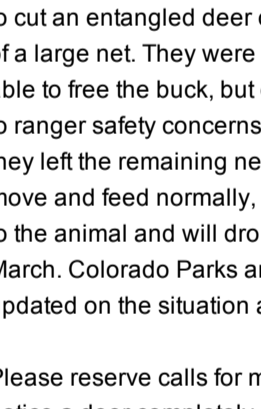 o cut an entangled deer
f a large net. They were
ble to free the buck, but
o ranger safety concerns
hey left the remaining ne
move and feed normally,
o the animal and will dro
March. Colorado Parks a
pdated on the situation a
Please reserve calls for m